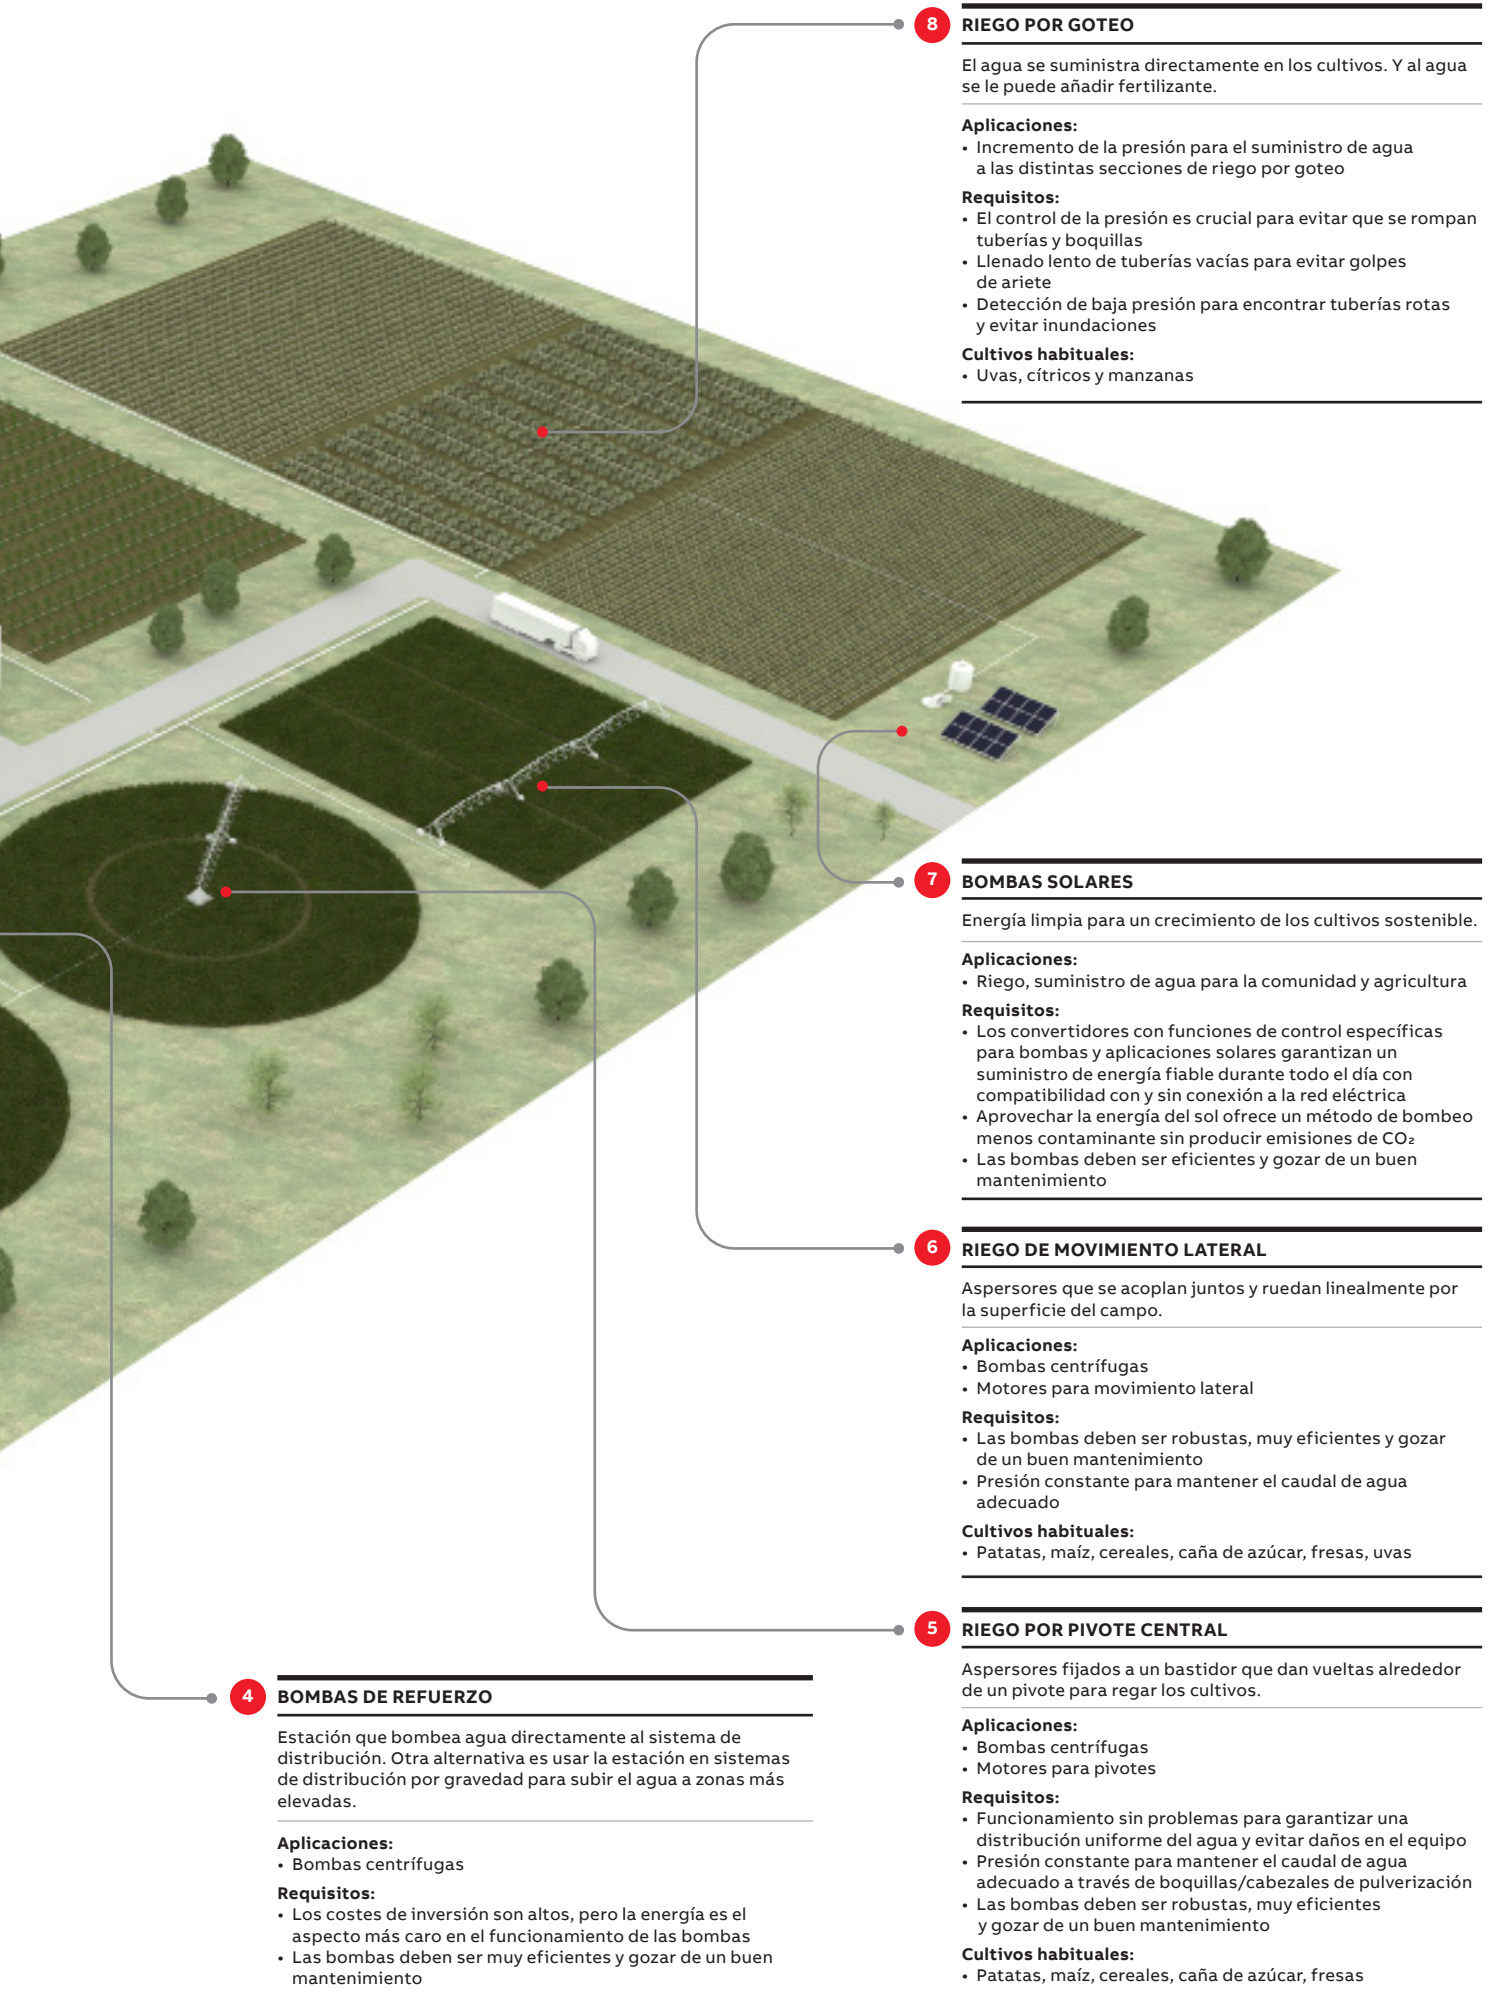 8
RIEGO POR GOTEO
El agua se suministra directamente en los cultivos. Y al agua
se le puede añadir fertilizante.
Aplicaciones:
• Incremento de la presión para el suministro de agua
a las distintas secciones de riego por goteo
Requisitos:
• El control de la presión es crucial para evitar que se rompan
tuberías y boquillas
• Llenado lento de tuberías vacías para evitar golpes
de ariete
• Detección de baja presión para encontrar tuberías rotas
y evitar inundaciones
Cultivos habituales:
• Uvas, cítricos y manzanas
7
BOMBAS SOLARES
Energía limpia para un crecimiento de los cultivos sostenible.
Aplicaciones:
• Riego, suministro de agua para la comunidad y agricultura
Requisitos:
• Los convertidores con funciones de control específicas
para bombas y aplicaciones solares garantizan un
suministro de energía fiable durante todo el día con
compatibilidad con y sin conexión a la red eléctrica
• Aprovechar la energía del sol ofrece un método de bombeo
menos contaminante sin producir emisiones de CO₂
• Las bombas deben ser eficientes y gozar de un buen
mantenimiento
6
RIEGO DE MOVIMIENTO LATERAL
Aspersores que se acoplan juntos y ruedan linealmente por
la superficie del campo.
Aplicaciones:
• Bombas centrífugas
• Motores para movimiento lateral
Requisitos:
• Las bombas deben ser robustas, muy eficientes y gozar
de un buen mantenimiento
• Presión constante para mantener el caudal de agua
adecuado
Cultivos habituales:
• Patatas, maíz, cereales, caña de azúcar, fresas, uvas
5
RIEGO POR PIVOTE CENTRAL
Aspersores fijados a un bastidor que dan vueltas alrededor
de un pivote para regar los cultivos.
Aplicaciones:
• Bombas centrífugas
• Motores para pivotes
Requisitos:
• Funcionamiento sin problemas para garantizar una
distribución uniforme del agua y evitar daños en el equipo
• Presión constante para mantener el caudal de agua
adecuado a través de boquillas/cabezales de pulverización
• Las bombas deben ser robustas, muy eficientes
y gozar de un buen mantenimiento
Cultivos habituales:
• Patatas, maíz, cereales, caña de azúcar, fresas
4
BOMBAS DE REFUERZO
Estación que bombea agua directamente al sistema de
distribución. Otra alternativa es usar la estación en sistemas
de distribución por gravedad para subir el agua a zonas más
elevadas.
Aplicaciones:
• Bombas centrífugas
Requisitos:
• Los costes de inversión son altos, pero la energía es el
aspecto más caro en el funcionamiento de las bombas
• Las bombas deben ser muy eficientes y gozar de un buen
mantenimiento